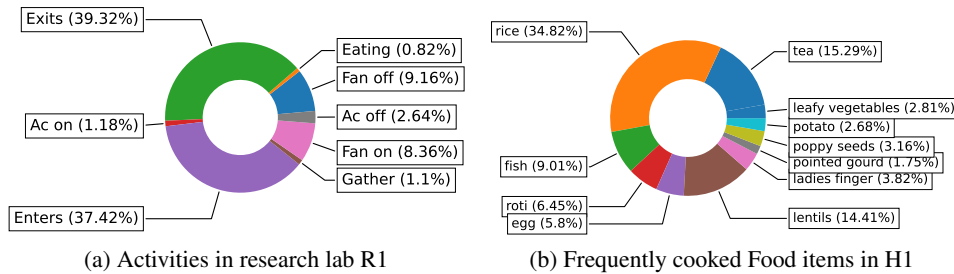 Exits (39.32%)
Eating (0.82%)
Fan off (9.16%)
Ac off (2.64%)
Ac on (1.18%)
Fan on (8.36%)
Gather (1.1%)
Enters (37.42%)
(a) Activities in research lab R1
rice (34.82%)
tea (15.29%)
leafy vegetables (2.81%)
potato (2.68%)
poppy seeds (3.16%)
pointed gourd (1.75%)
ladies finger (3.82%)
fish (9.01%)
roti (6.45%)
egg (5.8%)
lentils (14.41%)
(b) Frequently cooked Food items in H1